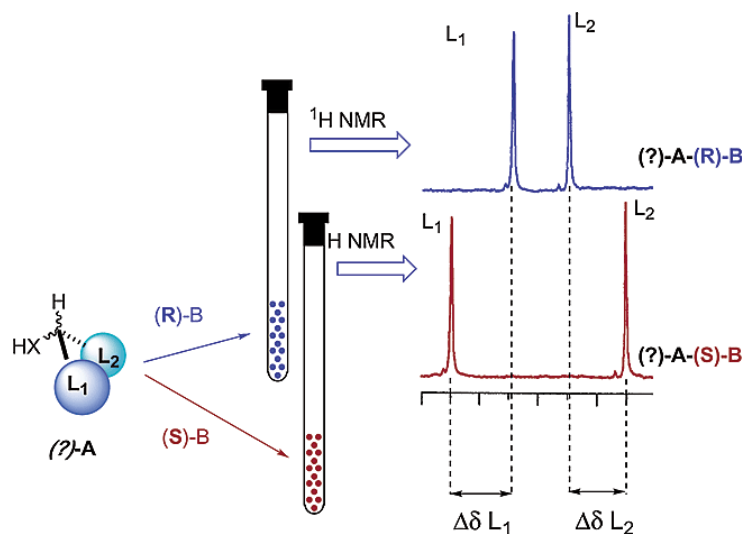 L1
L2
¹H NMR
(?)-A-(R)-B
L1
L2
H NMR
H
(R)-B
HX
L2
L1
(?)-A-(S)-B
(?)-A
(S)-B
Δδ L1
Δδ L2